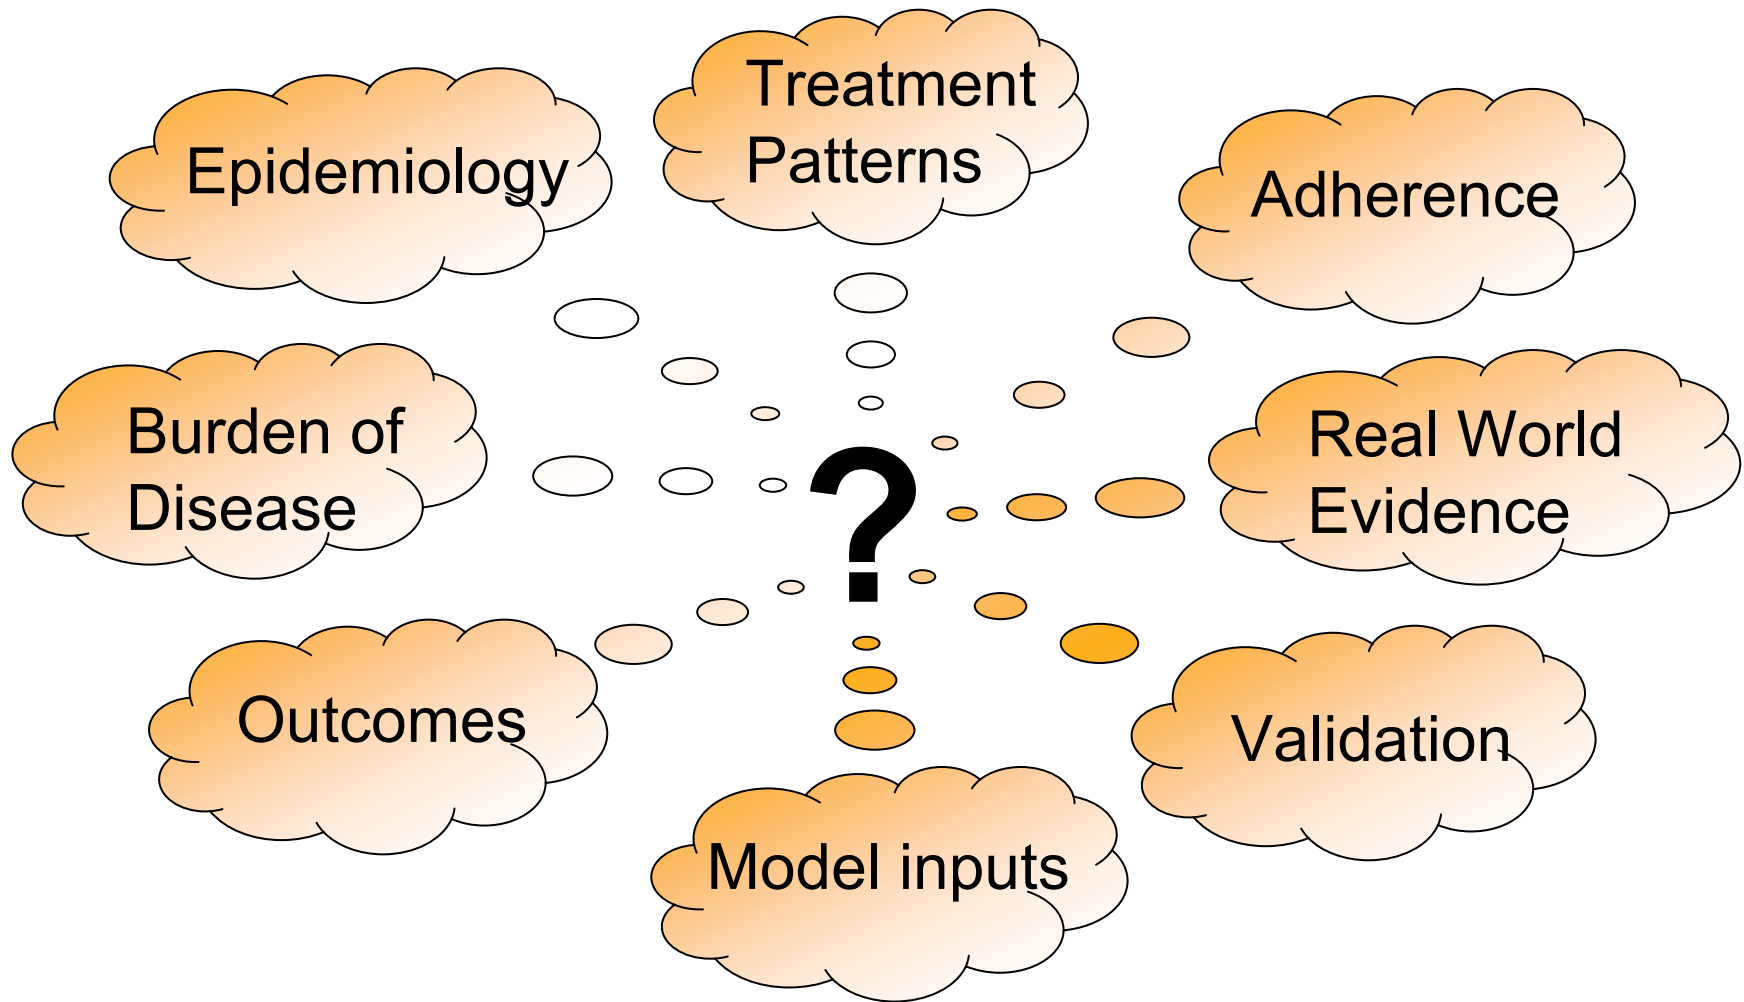 Treatment
Patterns
Epidemiology
Adherence
Burden of
Disease
Real World
Evidence
?
Outcomes
Validation
Model inputs